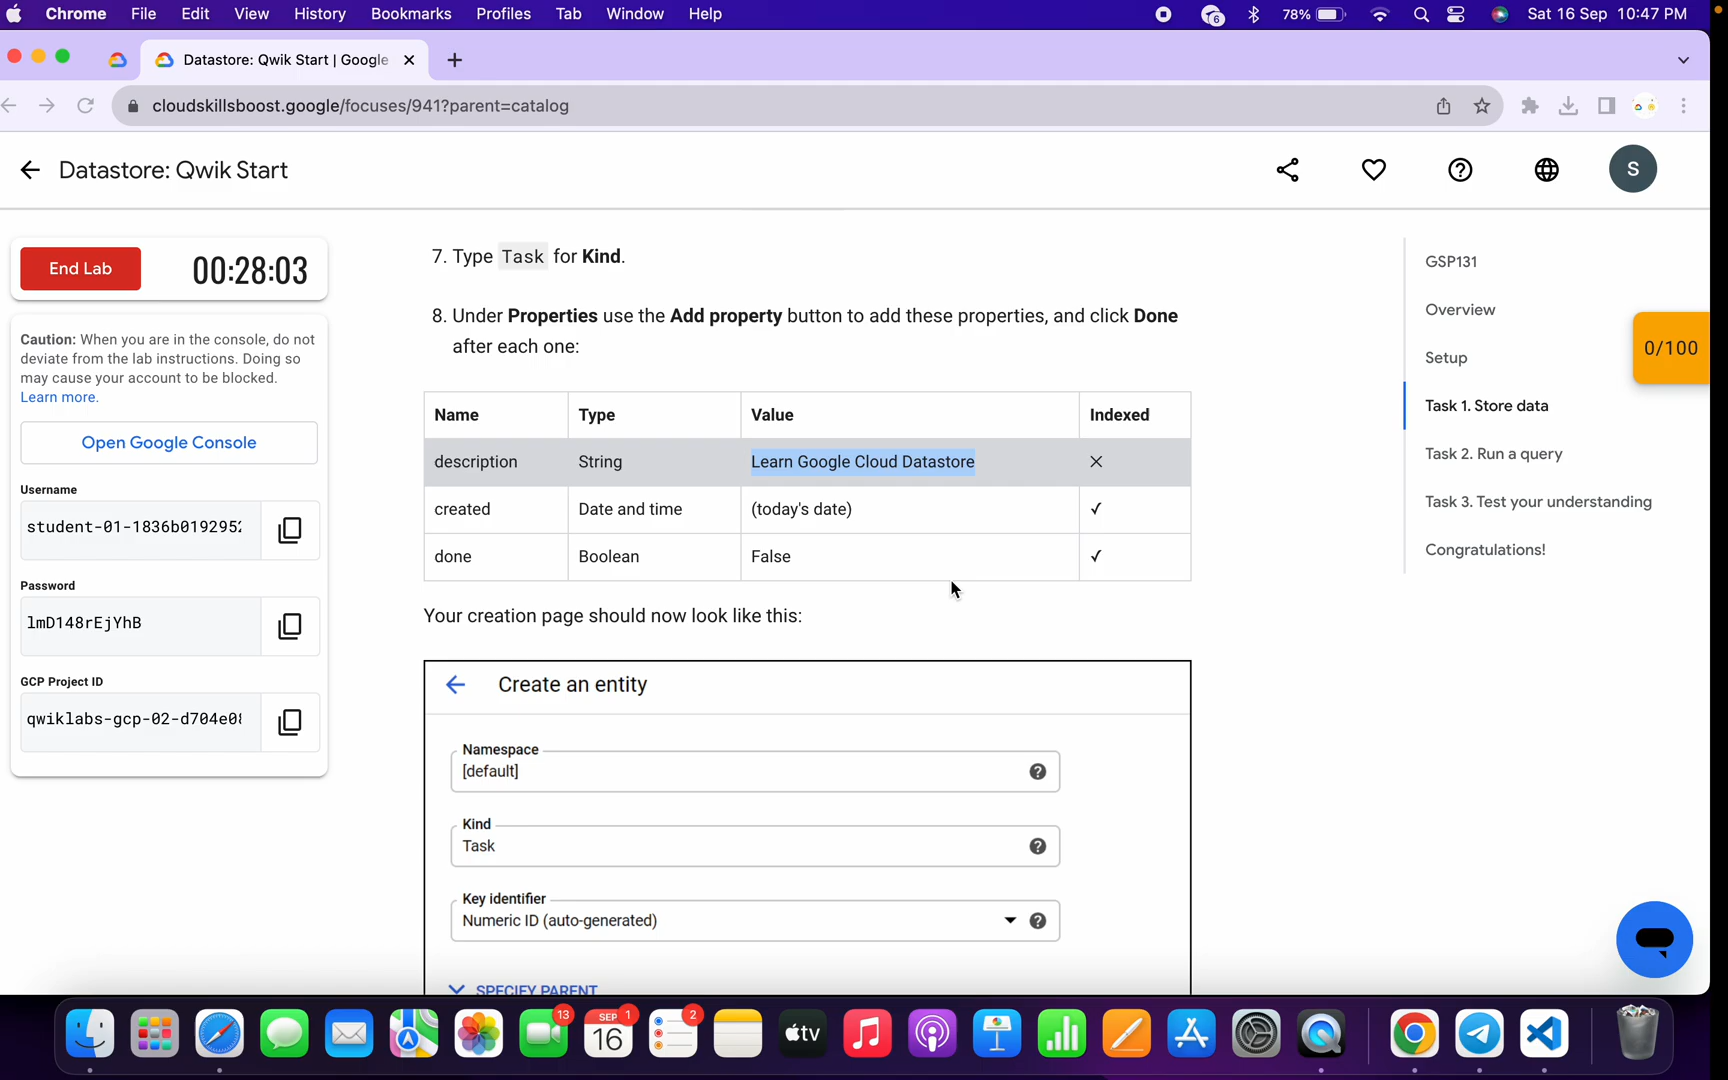 Chrome File Edit View History Bookmarks Profiles Tab Window Help
6 78% Sat 16 Sep 10:47 PM
Datastore: Qwik Start | Google
cloudskillsboost.google/focuses/941?parent=catalog
Datastore: Qwik Start
S
End Lab
00:28:03
Caution: When you are in the console, do not
deviate from the lab instructions. Doing so
may cause your account to be blocked.
Learn more.
Open Google Console
Username
student-01-1836b019295
Password
lmD148rEjYhB
GCP Project ID
qwiklabs-gcp-02-d704e0
7. Type Task for Kind.
8. Under Properties use the Add property button to add these properties, and click Done
after each one:
Name Type Value Indexed
description String Learn Google Cloud Datastore ✕
created Date and time (today's date) ✓
done Boolean False ✓
Your creation page should now look like this:
Create an entity
Namespace
[default]
Kind
Task
Key identifier
Numeric ID (auto-generated)
SPECIFY PARENT
GSP131
Overview
Setup
Task 1. Store data
Task 2. Run a query
Task 3. Test your understanding
Congratulations!
0/100
13
SEP 1
16
2
tv